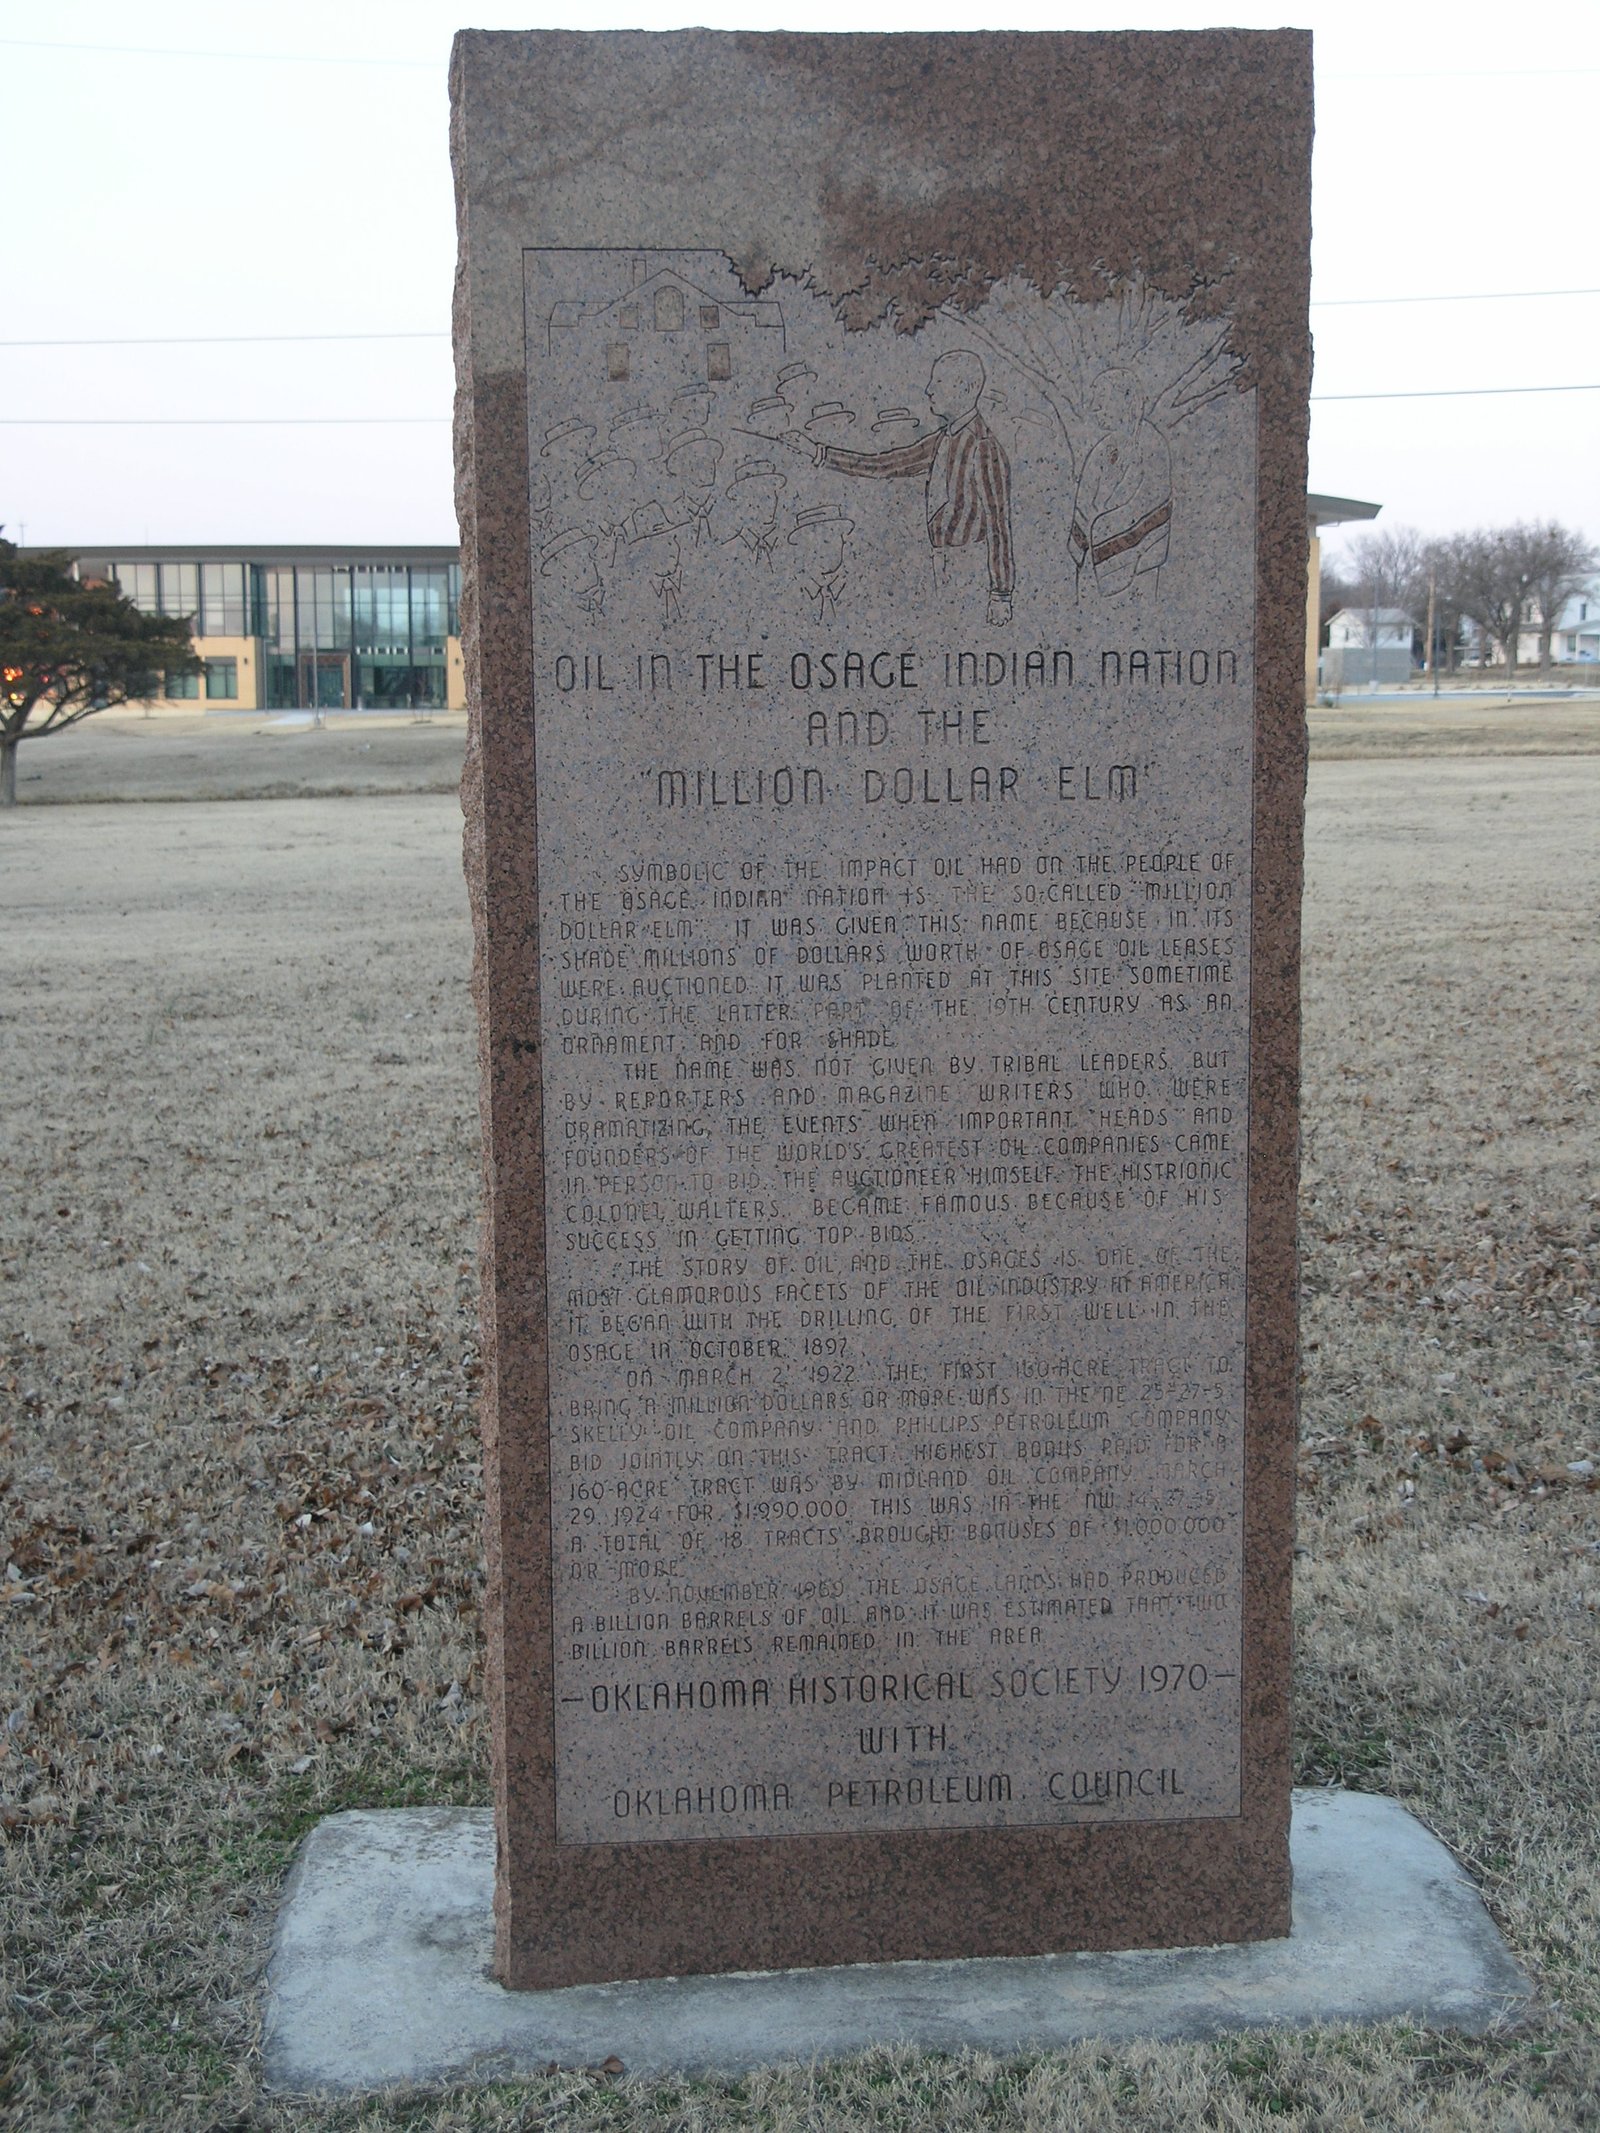 OIL IN THE OSAGE INDIAN NATION
AND THE
"MILLION DOLLAR ELM"
SYMBOLIC OF THE IMPACT OIL HAD ON THE PEOPLE OF
THE OSAGE INDIAN NATION IS THE SO-CALLED "MILLION
DOLLAR ELM". IT WAS GIVEN THIS NAME BECAUSE IN ITS
SHADE MILLIONS OF DOLLARS WORTH OF OSAGE OIL LEASES
WERE AUCTIONED. IT WAS PLANTED AT THIS SITE SOMETIME
DURING THE LATTER PART OF THE 19TH CENTURY AS AN
ORNAMENT AND FOR SHADE.
THE NAME WAS NOT GIVEN BY TRIBAL LEADERS, BUT
BY REPORTERS AND MAGAZINE WRITERS WHO WERE
DRAMATIZING THE EVENTS WHEN IMPORTANT HEADS AND
FOUNDERS OF THE WORLD'S GREATEST OIL COMPANIES CAME
IN PERSON TO BID. THE AUCTIONEER HIMSELF, THE HISTRIONIC
COLONEL WALTERS, BECAME FAMOUS BECAUSE OF HIS
SUCCESS IN GETTING TOP BIDS.
THE STORY OF OIL AND THE OSAGES IS ONE OF THE
MOST GLAMOROUS FACETS OF THE OIL INDUSTRY IN AMERICA.
IT BEGAN WITH THE DRILLING OF THE FIRST WELL IN THE
OSAGE IN OCTOBER, 1897.
ON MARCH 2, 1922, THE FIRST 160-ACRE TRACT TO
BRING A MILLION DOLLARS OR MORE WAS IN THE NE 25-27-5.
SKELLY OIL COMPANY AND PHILLIPS PETROLEUM COMPANY
BID JOINTLY ON THIS TRACT. HIGHEST BONUS PAID FOR A
160-ACRE TRACT WAS BY MIDLAND OIL COMPANY, MARCH
29, 1924 FOR $1,990,000. THIS WAS IN THE NW 14-27-5.
A TOTAL OF 18 TRACTS BROUGHT BONUSES OF $1,000,000
OR MORE.
BY NOVEMBER, 1969, THE OSAGE LANDS HAD PRODUCED
A BILLION BARRELS OF OIL AND IT WAS ESTIMATED THAT TWO
BILLION BARRELS REMAINED IN THE AREA.
—OKLAHOMA HISTORICAL SOCIETY 1970—
WITH
OKLAHOMA PETROLEUM COUNCIL